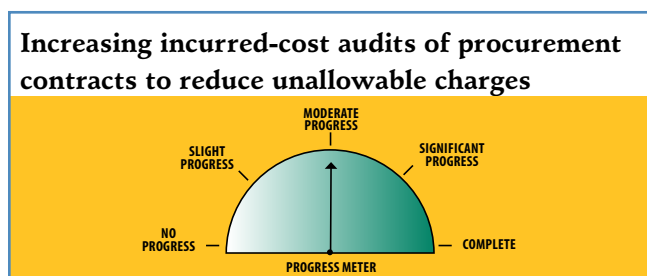 Increasing incurred-cost audits of procurement
contracts to reduce unallowable charges
MODERATE
PROGRESS
SLIGHT
PROGRESS
SIGNIFICANT
PROGRESS
NO
PROGRESS
COMPLETE
PROGRESS METER